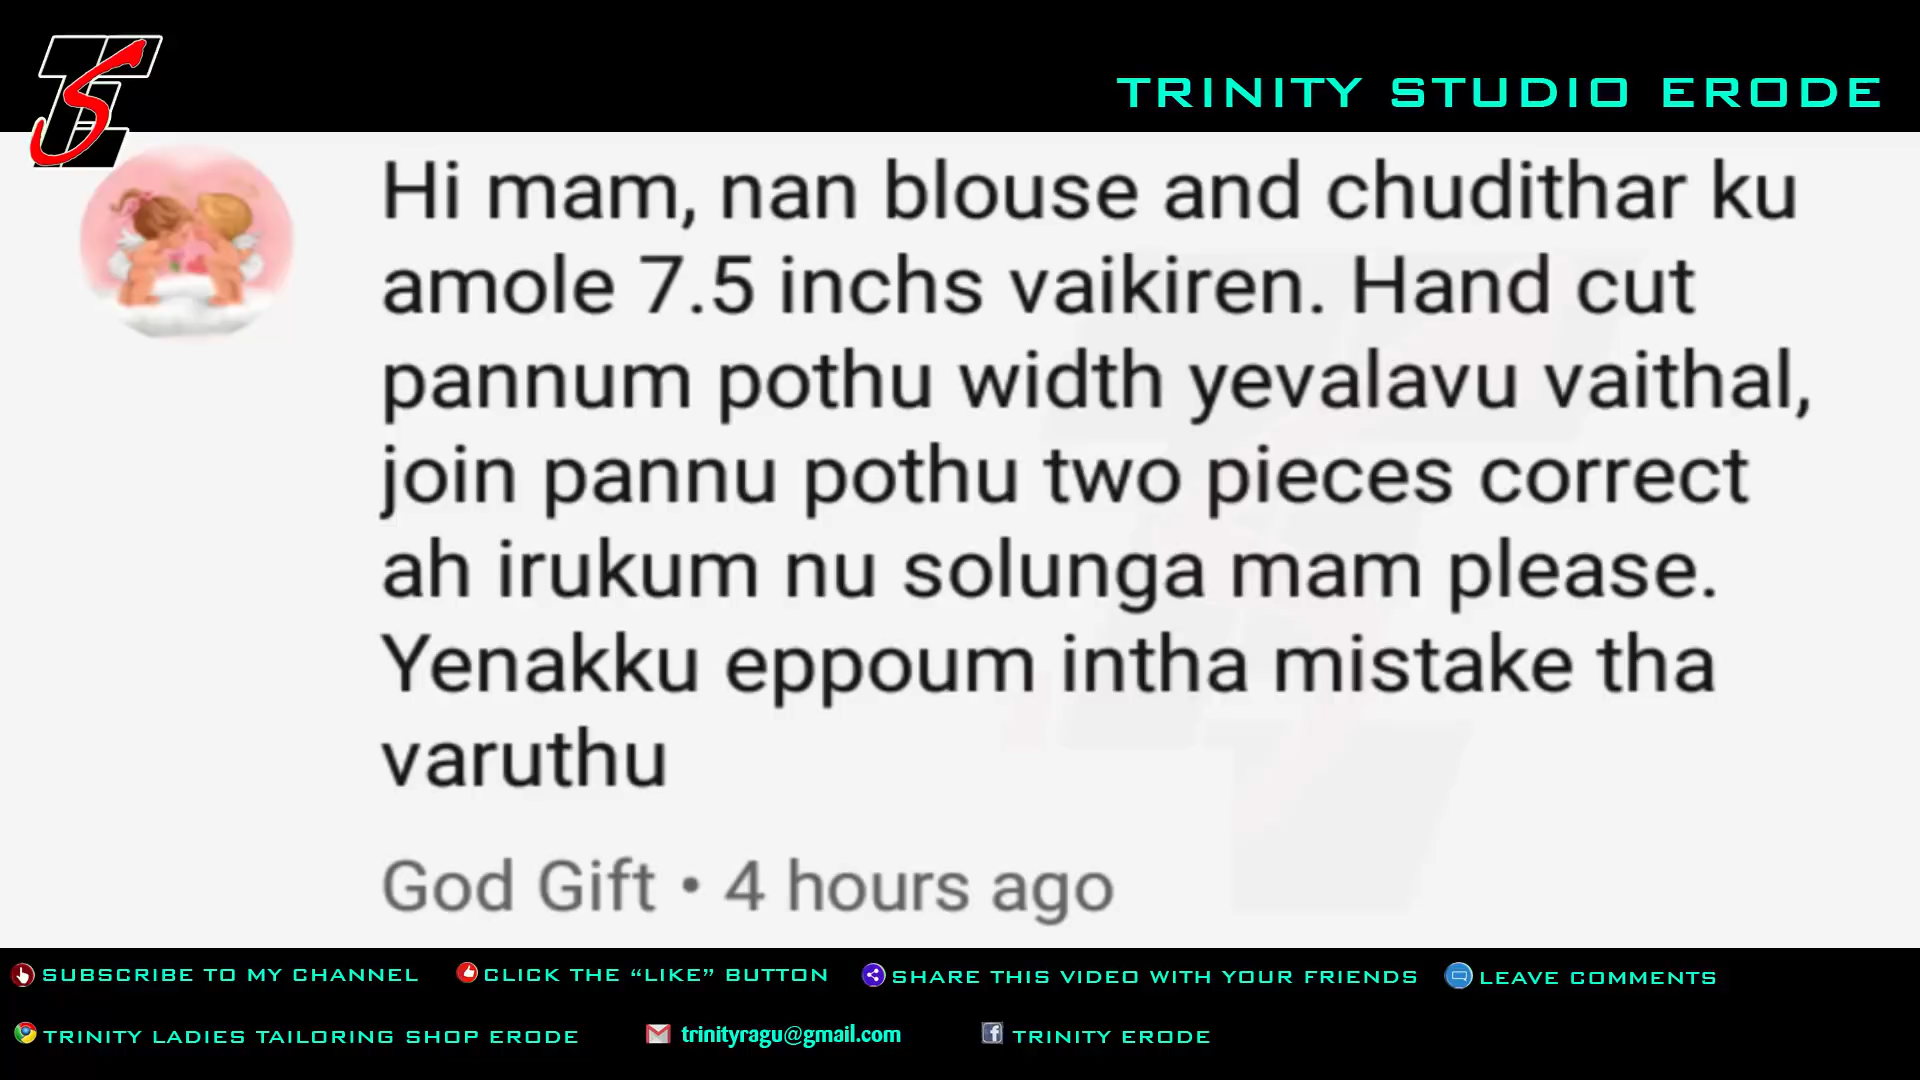 TRINITY STUDIO ERODE
Hi mam, nan blouse and chudithar ku
amole 7.5 inchs vaikiren. Hand cut
pannum pothu width yevalavu vaithal,
join pannu pothu two pieces correct
ah irukum nu solunga mam please.
Yenakku eppoum intha mistake tha
varuthu
God Gift • 4 hours ago
SUBSCRIBE TO MY CHANNEL CLICK THE “LIKE” BUTTON SHARE THIS VIDEO WITH YOUR FRIENDS LEAVE COMMENTS
TRINITY LADIES TAILORING SHOP ERODE trinityragu@gmail.com TRINITY ERODE